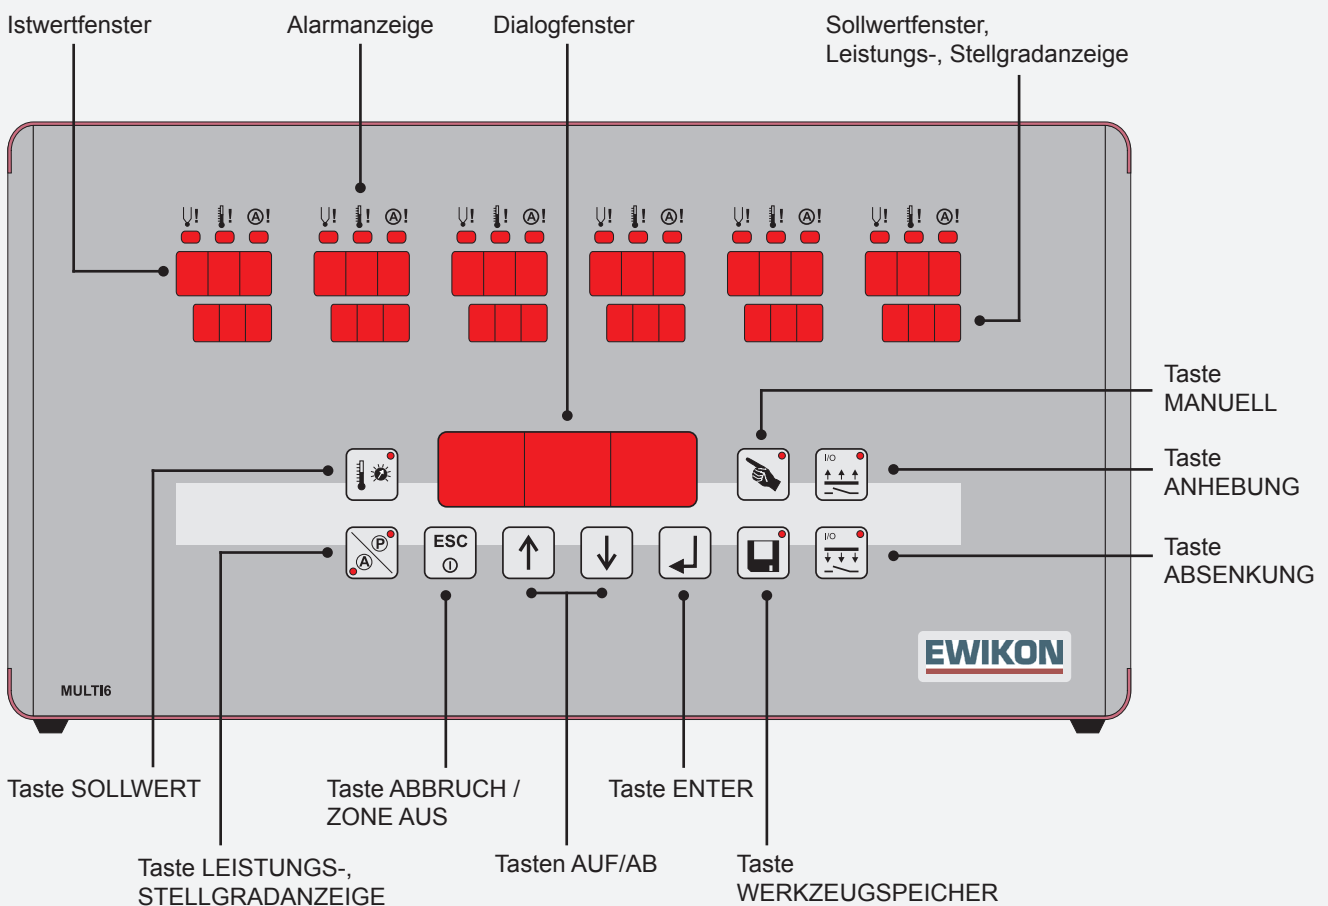 Istwertfenster
Alarmanzeige
Dialogfenster
Sollwertfenster,
Leistungs-, Stellgradanzeige
! ! Ⓐ! ! ! Ⓐ! ! ! Ⓐ! ! ! Ⓐ! ! ! Ⓐ! ! ! Ⓐ!
Taste
MANUELL
I/O
Taste
ANHEBUNG
P
A
ESC
I/O
Taste
ABSENKUNG
EWIKON
MULTI6
Taste SOLLWERT
Taste ABBRUCH /
ZONE AUS
Taste ENTER
Taste LEISTUNGS-,
STELLGRADANZEIGE
Tasten AUF/AB
Taste
WERKZEUGSPEICHER